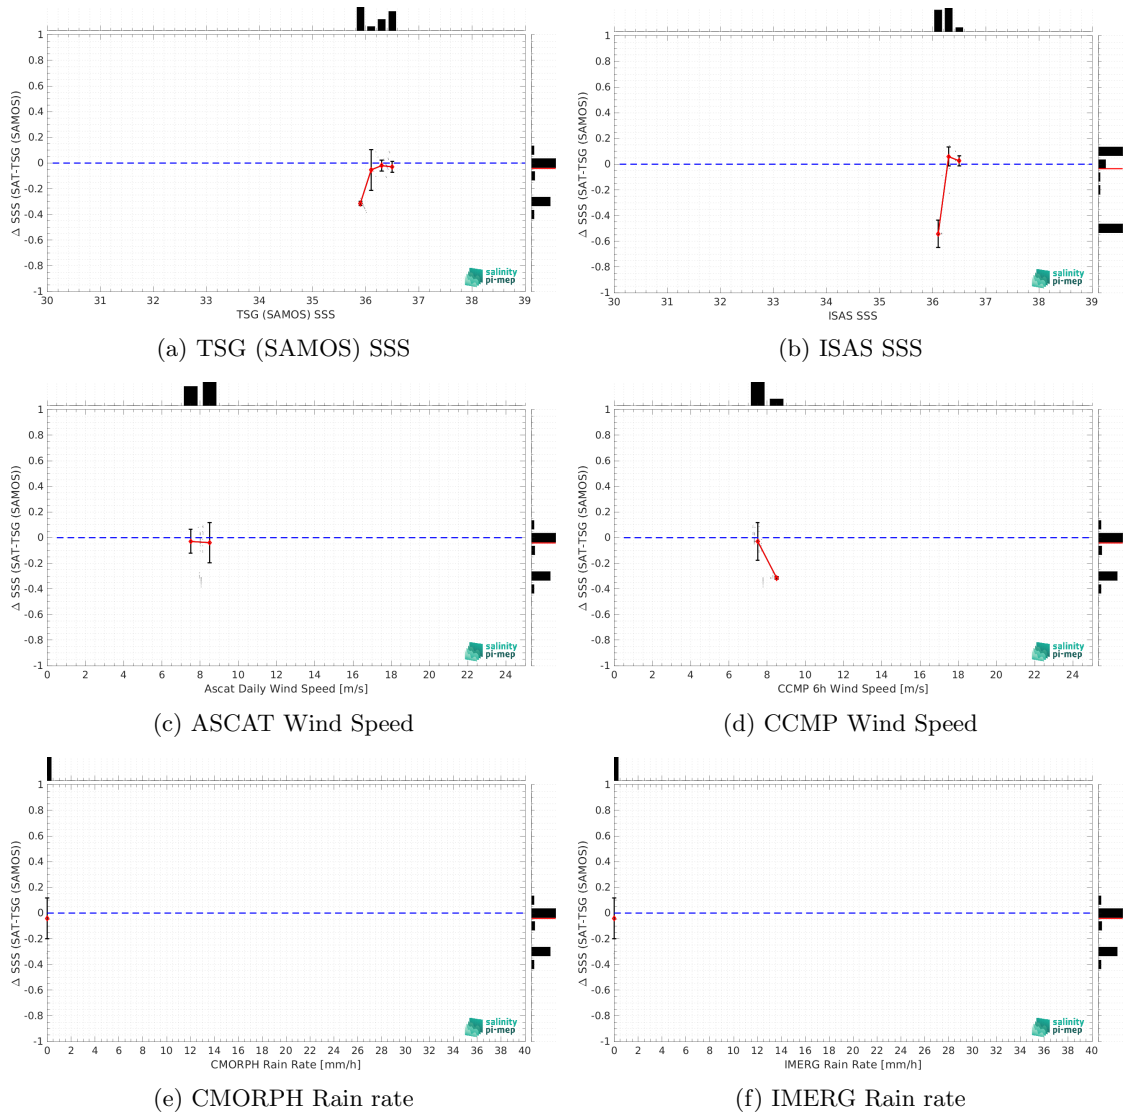 1
0.8
0.6
0.4
0.2
0
-0.2
-0.4
-0.6
-0.8
-1
Δ SSS (SAT-TSG (SAMOS))
30 31 32 33 34 35 36 37 38 39
TSG (SAMOS) SSS
salinity
pi-mep
(a) TSG (SAMOS) SSS
1
0.8
0.6
0.4
0.2
0
-0.2
-0.4
-0.6
-0.8
-1
Δ SSS (SAT-TSG (SAMOS))
30 31 32 33 34 35 36 37 38 39
ISAS SSS
salinity
pi-mep
(b) ISAS SSS
1
0.8
0.6
0.4
0.2
0
-0.2
-0.4
-0.6
-0.8
-1
Δ SSS (SAT-TSG (SAMOS))
0 2 4 6 8 10 12 14 16 18 20 22 24
Ascat Daily Wind Speed [m/s]
salinity
pi-mep
(c) ASCAT Wind Speed
1
0.8
0.6
0.4
0.2
0
-0.2
-0.4
-0.6
-0.8
-1
Δ SSS (SAT-TSG (SAMOS))
0 2 4 6 8 10 12 14 16 18 20 22 24
CCMP 6h Wind Speed [m/s]
salinity
pi-mep
(d) CCMP Wind Speed
1
0.8
0.6
0.4
0.2
0
-0.2
-0.4
-0.6
-0.8
-1
Δ SSS (SAT-TSG (SAMOS))
0 2 4 6 8 10 12 14 16 18 20 22 24 26 28 30 32 34 36 38 40
CMORPH Rain Rate [mm/h]
salinity
pi-mep
(e) CMORPH Rain rate
1
0.8
0.6
0.4
0.2
0
-0.2
-0.4
-0.6
-0.8
-1
Δ SSS (SAT-TSG (SAMOS))
0 2 4 6 8 10 12 14 16 18 20 22 24 26 28 30 32 34 36 38 40
IMERG Rain Rate [mm/h]
salinity
pi-mep
(f) IMERG Rain rate